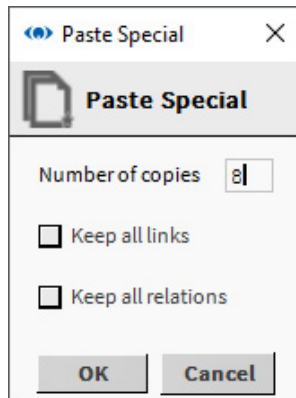 Paste Special
Paste Special
Number of copies 8
Keep all links
Keep all relations
OK Cancel